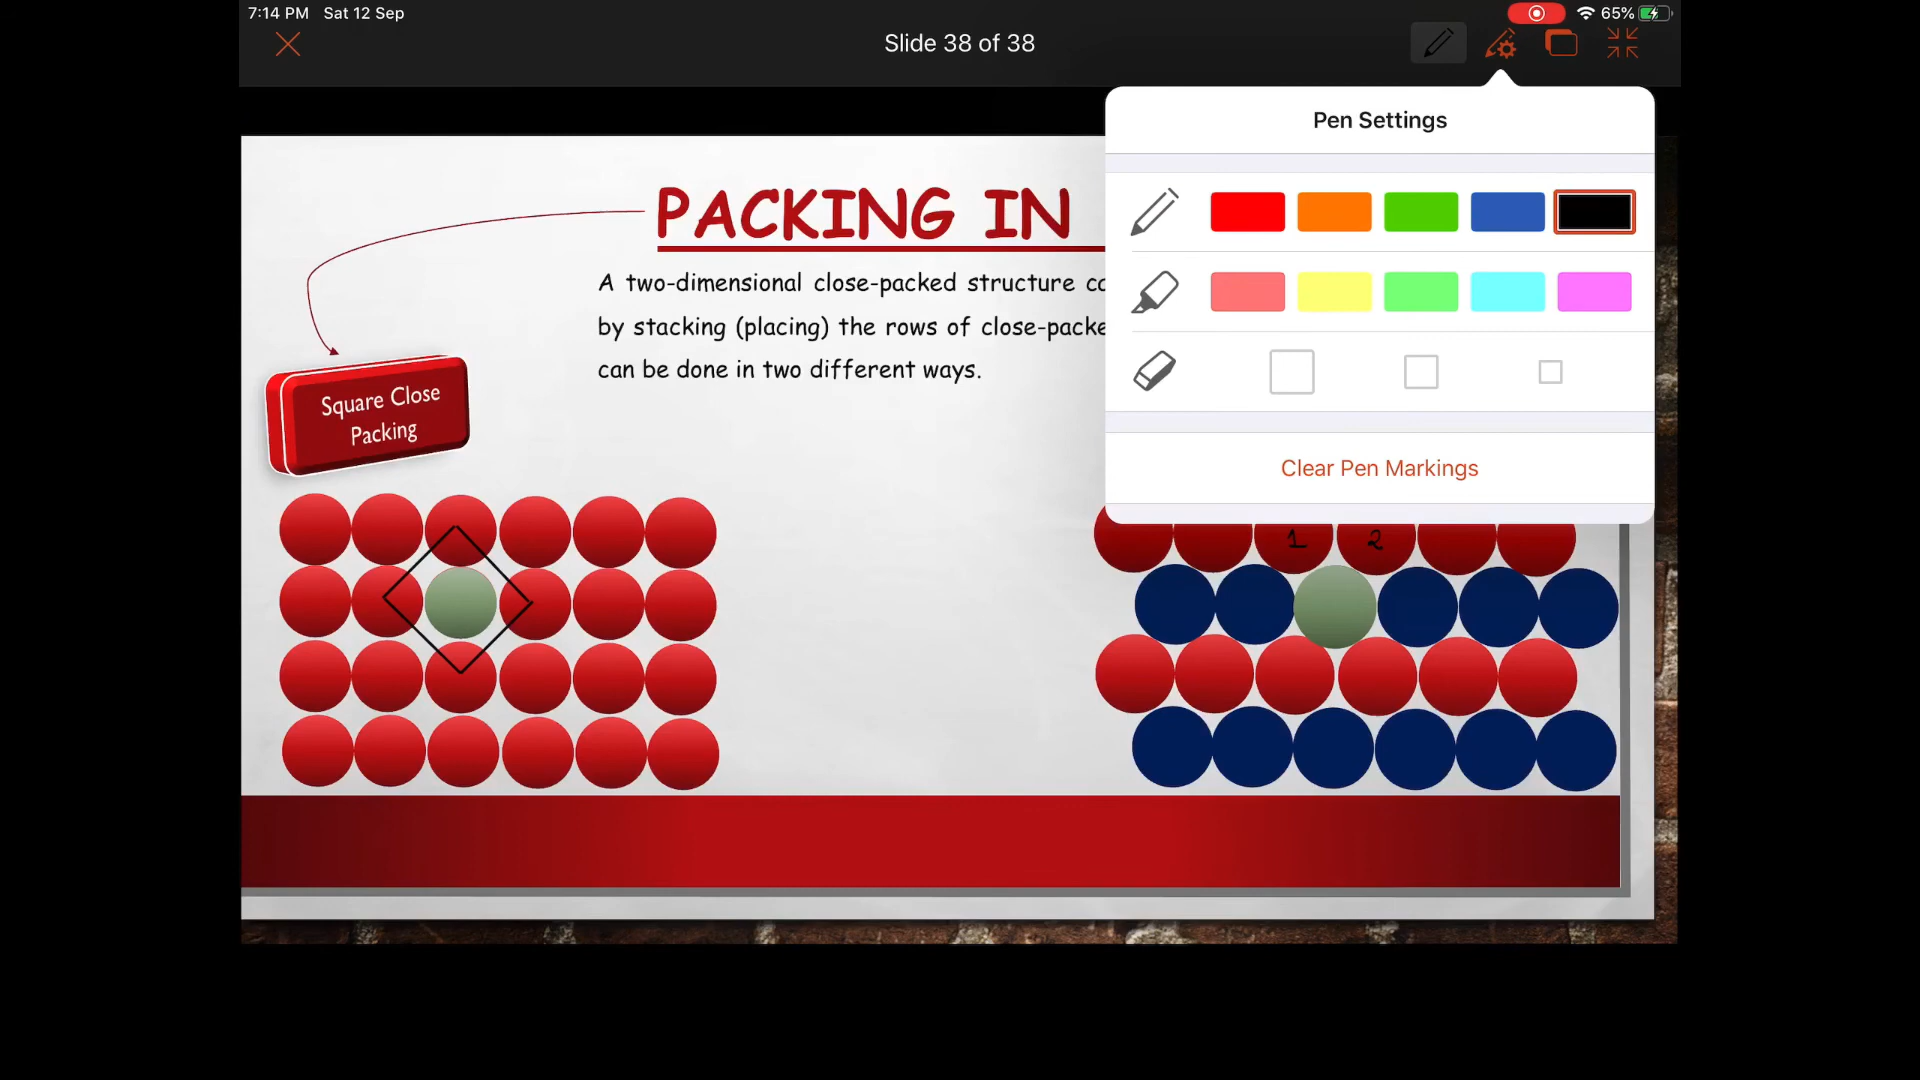 7:14 PM Sat 12 Sep
65%
Slide 38 of 38
Pen Settings
PACKING IN
A two-dimensional close-packed structure
by stacking (placing) the rows of
can be done in two different ways.
Square Close
Packing
Clear Pen Markings
1 2